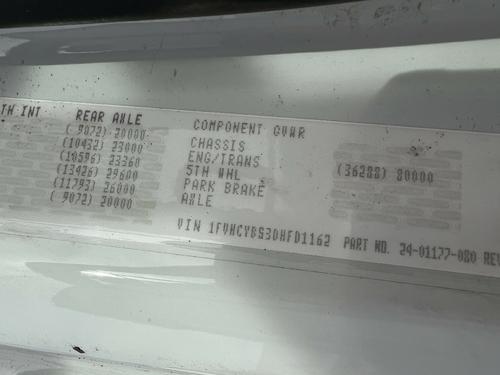 TH INT REAR AXLE COMPONENT GVWR
( 9072) 20000 CHASSIS
(10432) 23000 ENG/TRANS
(10596) 23360 5TH WHL (36288) 80000
(13426) 29600 PARK BRAKE
(11793) 26000 AXLE
( 9072) 20000
VIN 1FVHCYBS3DHFD1162 PART NO. 24-01177-080 REV